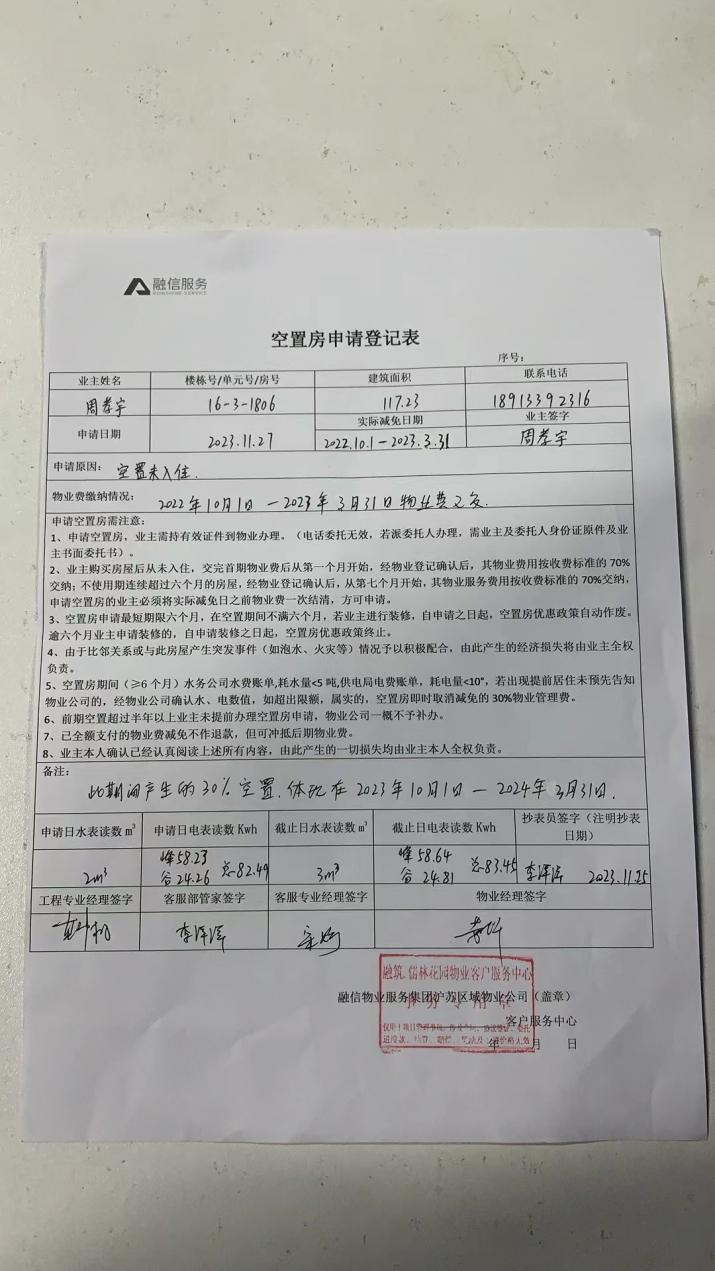 融信服务
RONSHINE SERVICE
空置房申请登记表
序号：
业主姓名 楼栋号/单元号/房号 建筑面积 联系电话
周孝宇 16-3-1806 117.23 18913392316
申请日期 2023.11.27 实际减免日期 业主签字
2022.10.1－2023.3.31 周孝宇
申请原因： 空置未入住.
物业费缴纳情况： 2022年10月1日－2023年3月31日物业费已交
申请空置房需注意：
1、申请空置房，业主需持有效证件到物业办理。（电话委托无效，若派委托人办理，需业主及委托人身份证原件及业
主书面委托书）。
2、业主购买房屋后从未入住，交完首期物业费后从第一个月开始，经物业登记确认后，其物业费用按收费标准的70%
交纳；不使用期连续超过六个月的房屋，经物业登记确认后，从第七个月开始，其物业服务费用按收费标准的70%交纳，
申请空置房的业主必须将实际减免日之前物业费一次结清，方可申请。
3、空置房申请最短期限六个月，在空置期间不满六个月，若业主进行装修，自申请之日起，空置房优惠政策自动作废。
逾六个月业主申请装修的，自申请装修之日起，空置房优惠政策终止。
4、由于比邻关系或与此房屋产生突发事件（如泡水、火灾等）情况予以积极配合，由此产生的经济损失将由业主全权
负责。
5、空置房期间（≥6个月）水务公司水费账单,耗水量<5吨,供电局电费账单，耗电量<10°，若出现提前居住未预先告知
物业公司的，经物业公司确认水、电数值，如超出限额，属实的，空置房即时取消减免的30%物业管理费。
6、前期空置超过半年以上业主未提前办理空置房申请，物业公司一概不予补办。
7、已全额支付的物业费减免不作退款，但可冲抵后期物业费。
8、业主本人确认已经认真阅读上述所有内容，由此产生的一切损失均由业主本人全权负责。
备注：
此期间产生的30%空置.体现在2023年10月1日－2024年3月31日.
申请日水表读数m³ 申请日电表读数Kwh 截止日水表读数m³ 截止日电表读数Kwh 抄表员签字（注明抄表
日期）
2m³ 峰58.23 谷24.26 总82.49 3m³ 峰58.64 谷24.81 总83.45 李泽泽 2023.11.25
工程专业经理签字 客服部管家签字 客服专业经理签字 物业经理签字
李泽泽
融筑 儒林花园物业客户服务中心
融信物业服务集团沪苏区域物业公司（盖章）
客户服务中心
年 月 日